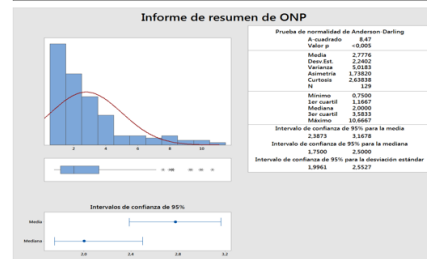 Informe de resumen de ONP
Prueba de normalidad de Anderson-Darling
A-cuadrado 8,47
Valor p <0,005
Media 2,7776
Desv.Est. 2,2402
Varianza 5,0183
Asimetría 1,73820
Curtosis 2,63838
N 129
Mínimo 0,7500
1er cuartil 1,1667
Mediana 2,0000
3er cuartil 3,5833
Máximo 10,6667
Intervalo de confianza de 95% para la media
2,3873 3,1678
Intervalo de confianza de 95% para la mediana
1,7500 2,5000
Intervalo de confianza de 95% para la desviación estándar
1,9961 2,5527
2 4 6 8 10
Intervalos de confianza de 95%
Media
Mediana
2,0 2,4 2,8 3,2